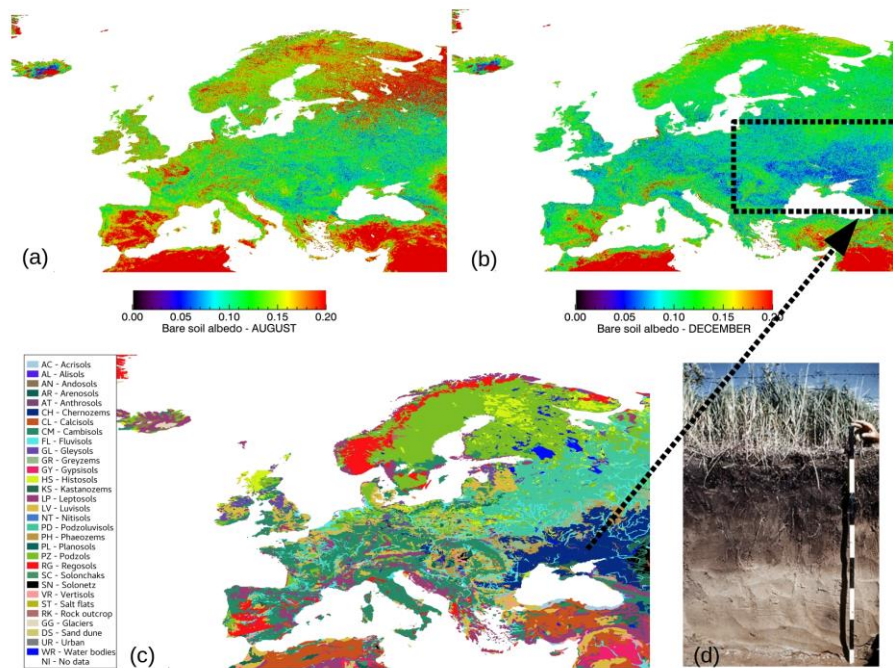 (a)
(b)
0.00 0.05 0.10 0.15 0.20
Bare soil albedo - AUGUST
0.00 0.05 0.10 0.15 0.20
Bare soil albedo - DECEMBER
AC - Acrisols
AL - Alisols
AN - Andosols
AR - Arenosols
AT - Anthrosols
CH - Chernozems
CL - Calcisols
CM - Cambisols
FL - Fluvisols
GL - Gleysols
GR - Greyzems
GY - Gypsisols
HS - Histosols
KS - Kastanozems
LP - Leptosols
LV - Luvisols
NT - Nitisols
PD - Podzoluvisols
PH - Phaeozems
PL - Planosols
PZ - Podzols
RG - Regosols
SC - Solonchaks
SN - Solonetz
VR - Vertisols
ST - Salt flats
RK - Rock outcrop
GG - Glaciers
DS - Sand dune
UR - Urban
WR - Water bodies
NI - No data
(c)
(d)